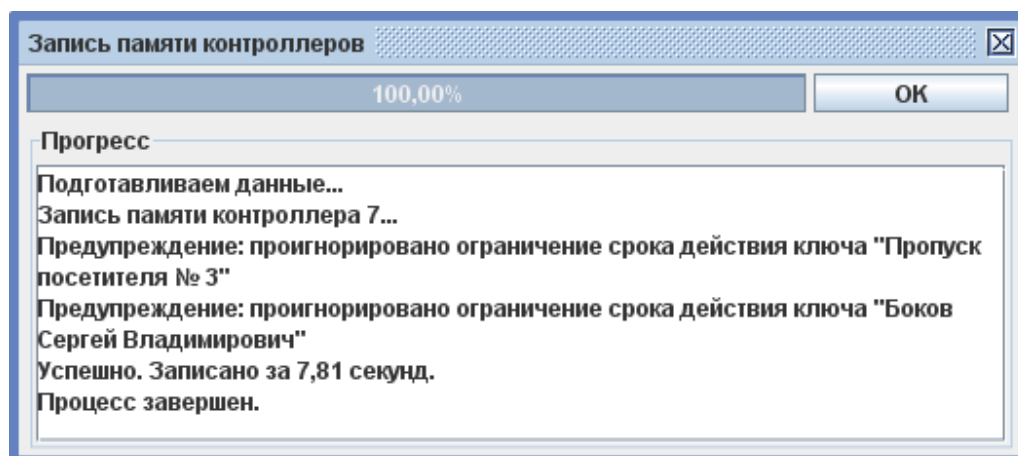 Запись памяти контроллеров
100,00%
ОК
Прогресс
Подготавливаем данные...
Запись памяти контроллера 7...
Предупреждение: проигнорировано ограничение срока действия ключа "Пропуск
посетителя № 3"
Предупреждение: проигнорировано ограничение срока действия ключа "Боков
Сергей Владимирович"
Успешно. Записано за 7,81 секунд.
Процесс завершен.